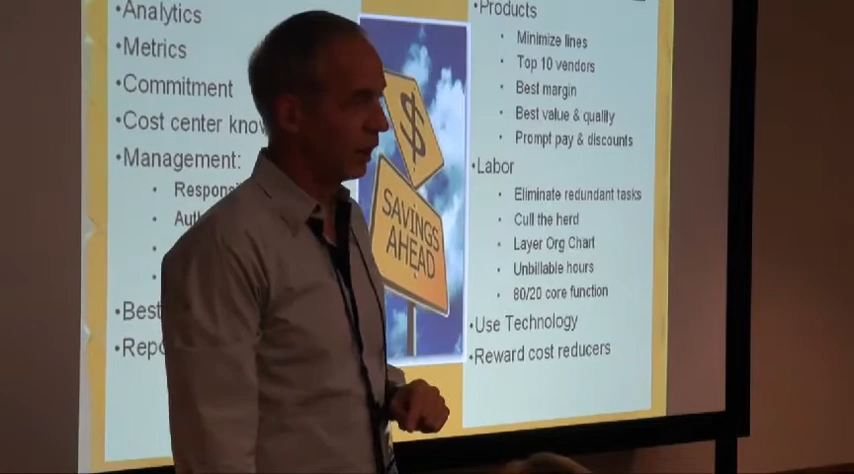 •Analytics
•Metrics
•Commitment
•Cost center
•Management:
•
•
•
•
•Best
•
$
SAVINGS
AHEAD
•Products
• Minimize lines
• Top 10 vendors
• Best margin
• Best value & quality
• Prompt pay & discounts
•Labor
• Eliminate redundant tasks
• Cull the herd
• Layer Org Chart
• Unbillable hours
• 80/20 core function
•Use Technology
•Reward cost reducers